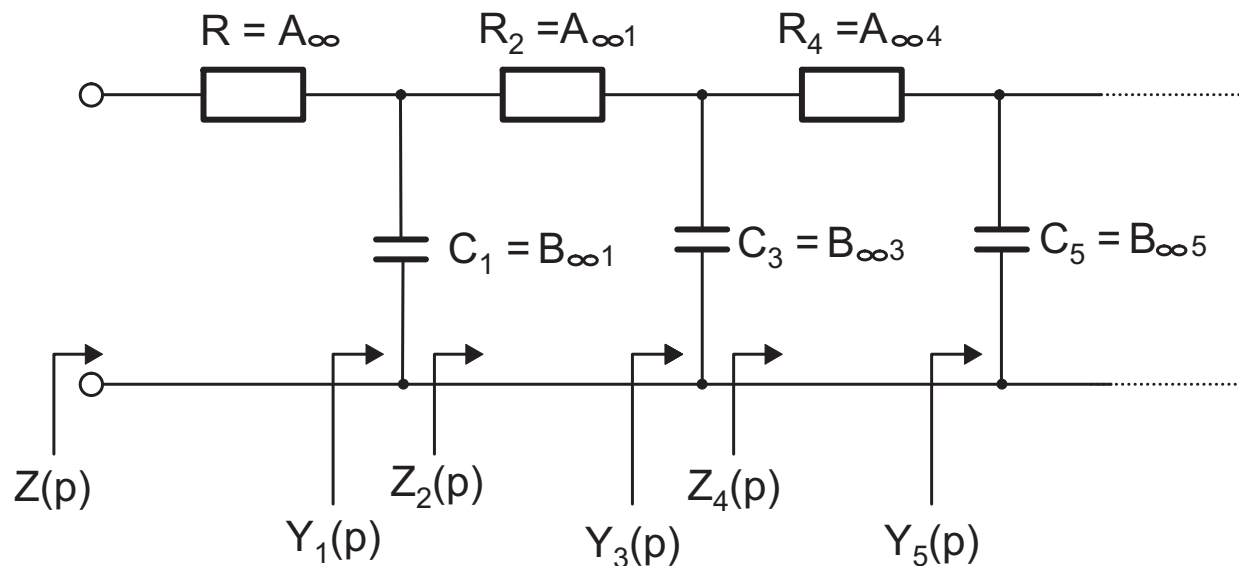 R = A∞
R₂ =A∞1
R₄ =A∞4
C₁ = B∞1
C₃ = B∞3
C₅ = B∞5
Z(p)
Y₁(p)
Z₂(p)
Y₃(p)
Z₄(p)
Y₅(p)